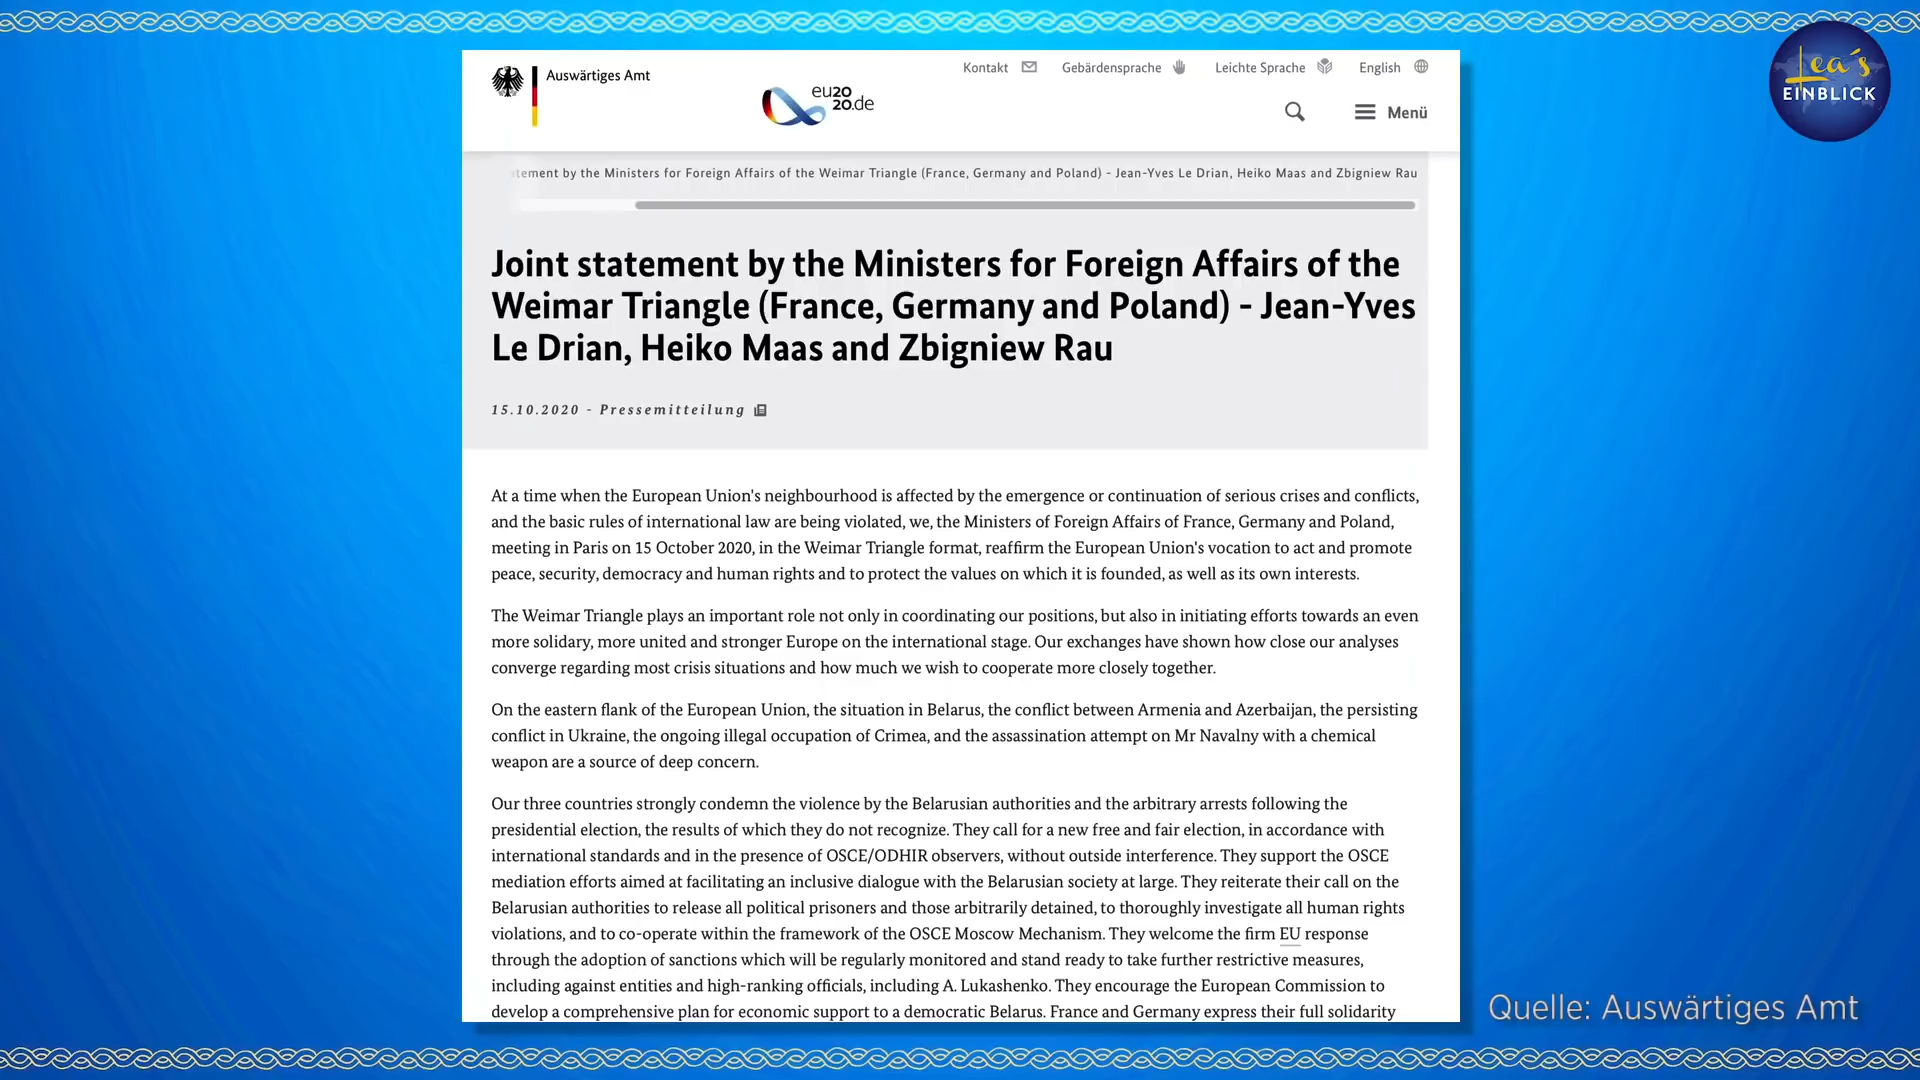 Auswärtiges Amt
eu2020.de
Kontakt
Gebärdensprache
Leichte Sprache
English
Menü
Lea´s
EINBLICK
by the Ministers for Foreign Affairs of the Weimar Triangle (France, Germany and Poland) - Jean-Yves Le Drian, Heiko Maas and Zbigniew Rau
Joint statement by the Ministers for Foreign Affairs of the
Weimar Triangle (France, Germany and Poland) - Jean-Yves
Le Drian, Heiko Maas and Zbigniew Rau
15.10.2020 - Pressemitteilung
At a time when the European Union's neighbourhood is affected by the emergence or continuation of serious crises and conflicts,
and the basic rules of international law are being violated, we, the Ministers of Foreign Affairs of France, Germany and Poland,
meeting in Paris on 15 October 2020, in the Weimar Triangle format, reaffirm the European Union's vocation to act and promote
peace, security, democracy and human rights and to protect the values on which it is founded, as well as its own interests.
The Weimar Triangle plays an important role not only in coordinating our positions, but also in initiating efforts towards an even
more solidary, more united and stronger Europe on the international stage. Our exchanges have shown how close our analyses
converge regarding most crisis situations and how much we wish to cooperate more closely together.
On the eastern flank of the European Union, the situation in Belarus, the conflict between Armenia and Azerbaijan, the persisting
conflict in Ukraine, the ongoing illegal occupation of Crimea, and the assassination attempt on Mr Navalny with a chemical
weapon are a source of deep concern.
Our three countries strongly condemn the violence by the Belarusian authorities and the arbitrary arrests following the
presidential election, the results of which they do not recognize. They call for a new free and fair election, in accordance with
international standards and in the presence of OSCE/ODHIR observers, without outside interference. They support the OSCE
mediation efforts aimed at facilitating an inclusive dialogue with the Belarusian society at large. They reiterate their call on the
Belarusian authorities to release all political prisoners and those arbitrarily detained, to thoroughly investigate all human rights
violations, and to co-operate within the framework of the OSCE Moscow Mechanism. They welcome the firm EU response
through the adoption of sanctions which will be regularly monitored and stand ready to take further restrictive measures,
including against entities and high-ranking officials, including A. Lukashenko. They encourage the European Commission to
develop a comprehensive plan for economic support to a democratic Belarus. France and Germany express their full solidarity
Quelle: Auswärtiges Amt